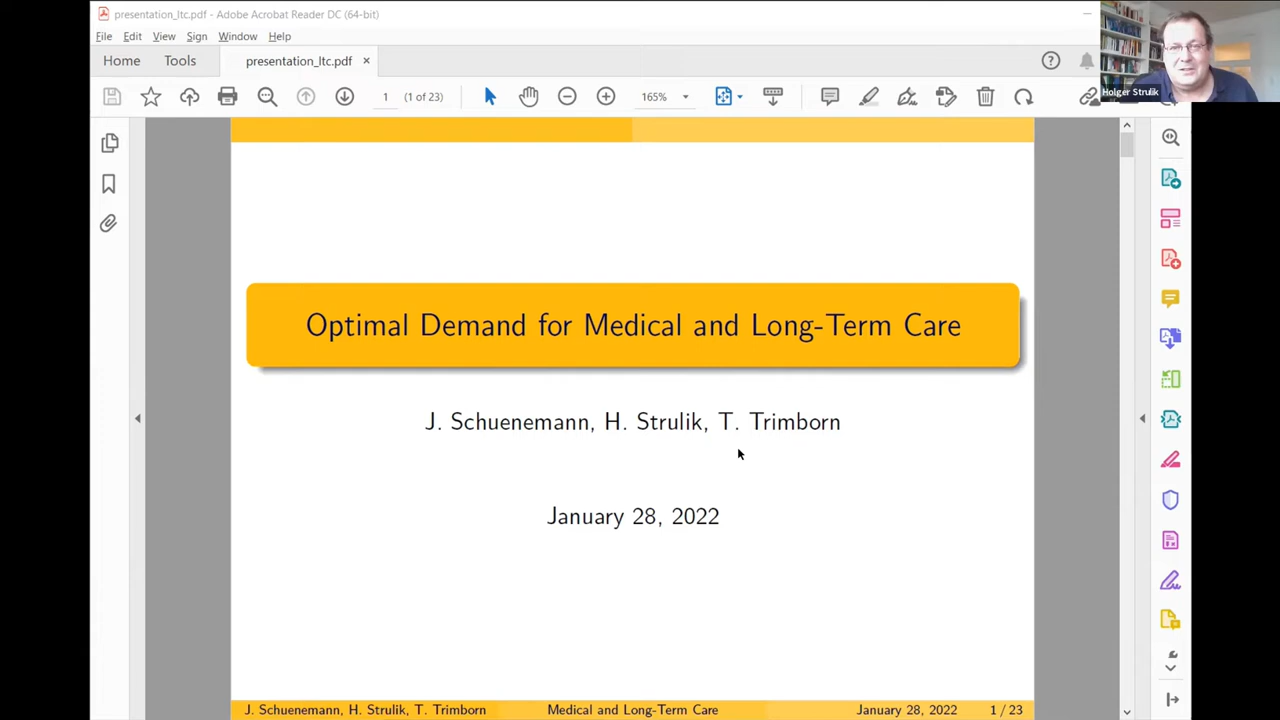 presentation_ltc.pdf - Adobe Acrobat Reader DC (64-bit)
File Edit View Sign Window Help
Home Tools presentation_ltc.pdf ×
1 (1 of 23) 165%
Holger Strulik
Optimal Demand for Medical and Long-Term Care
J. Schuenemann, H. Strulik, T. Trimborn
January 28, 2022
J. Schuenemann, H. Strulik, T. Trimborn Medical and Long-Term Care January 28, 2022 1 / 23